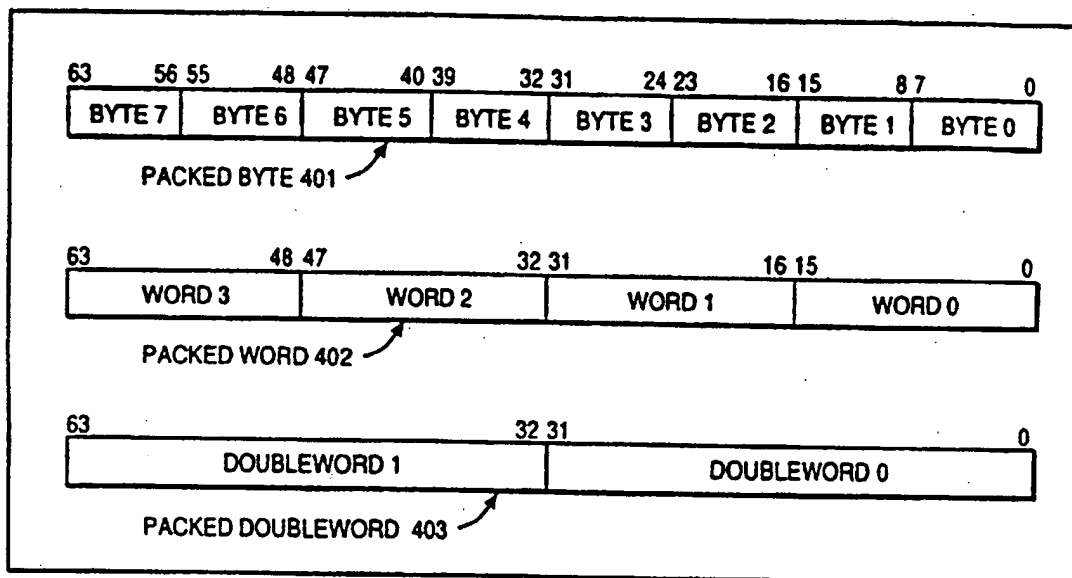 63 56 55 48 47 40 39 32 31 24 23 16 15 8 7 0
BYTE 7 BYTE 6 BYTE 5 BYTE 4 BYTE 3 BYTE 2 BYTE 1 BYTE 0
PACKED BYTE 401
63 48 47 32 31 16 15 0
WORD 3 WORD 2 WORD 1 WORD 0
PACKED WORD 402
63 32 31 0
DOUBLEWORD 1 DOUBLEWORD 0
PACKED DOUBLEWORD 403